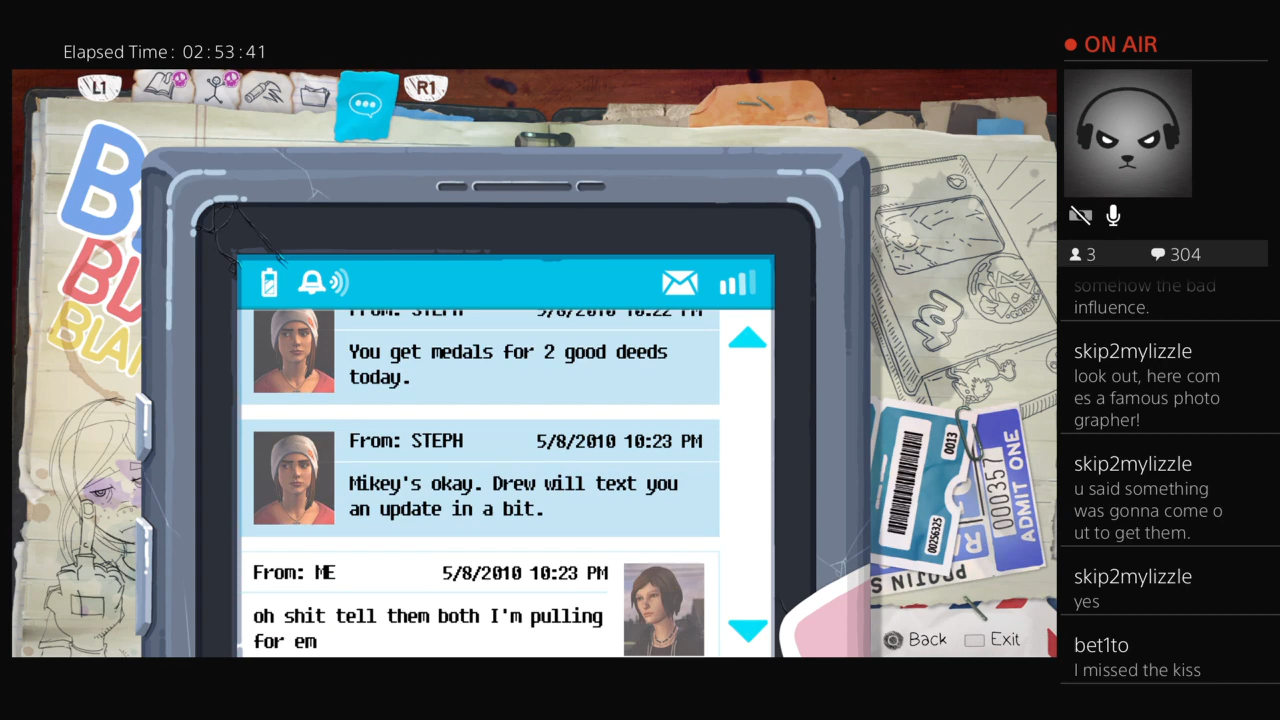 Elapsed Time: 02:53:41
ON AIR
L1
R1
3
304
somehow the bad
influence.
From: STEPH 5/8/2010 10:22 PM
You get medals for 2 good deeds
today.
From: STEPH 5/8/2010 10:23 PM
Mikey's okay. Drew will text you
an update in a bit.
From: ME 5/8/2010 10:23 PM
oh shit tell them both I'm pulling
for em
skip2mylizzle
look out, here com
es a famous photo
grapher!
skip2mylizzle
u said something
was gonna come o
ut to get them.
skip2mylizzle
yes
bet1to
I missed the kiss
0013
00256325
000357
ADMIT ONE
Back
Exit